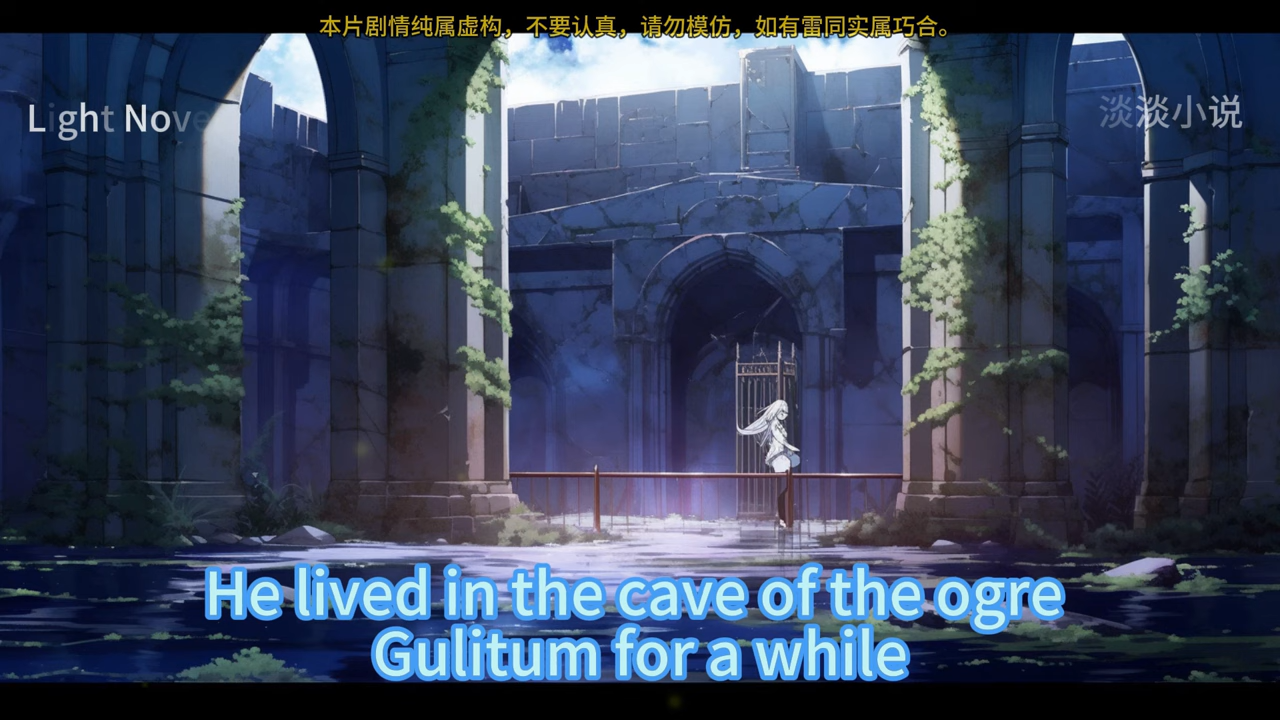 本片剧情纯属虚构，不要认真，请勿模仿，如有雷同实属巧合。
Light Nove
淡淡小说
He lived in the cave of the ogre
Gulitum for a while